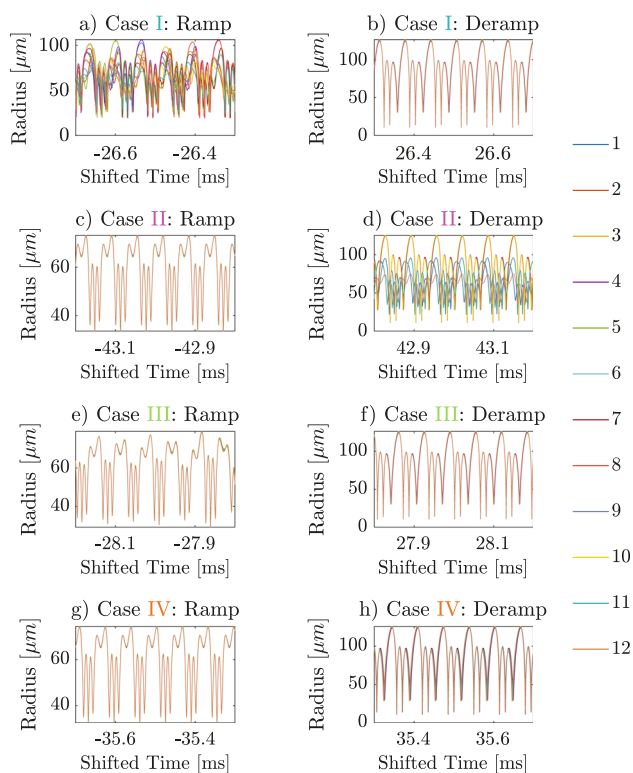 a) Case I: Ramp
b) Case I: Deramp
Radius [μm]
100
50
0
-26.6
-26.4
Shifted Time [ms]
Radius [μm]
100
50
0
26.4
26.6
Shifted Time [ms]
c) Case II: Ramp
d) Case II: Deramp
Radius [μm]
60
40
-43.1
-42.9
Shifted Time [ms]
Radius [μm]
100
50
0
42.9
43.1
Shifted Time [ms]
e) Case III: Ramp
f) Case III: Deramp
Radius [μm]
60
40
-28.1
-27.9
Shifted Time [ms]
Radius [μm]
100
50
0
27.9
28.1
Shifted Time [ms]
g) Case IV: Ramp
h) Case IV: Deramp
Radius [μm]
60
40
-35.6
-35.4
Shifted Time [ms]
Radius [μm]
100
50
0
35.4
35.6
Shifted Time [ms]
1
2
3
4
5
6
7
8
9
10
11
12